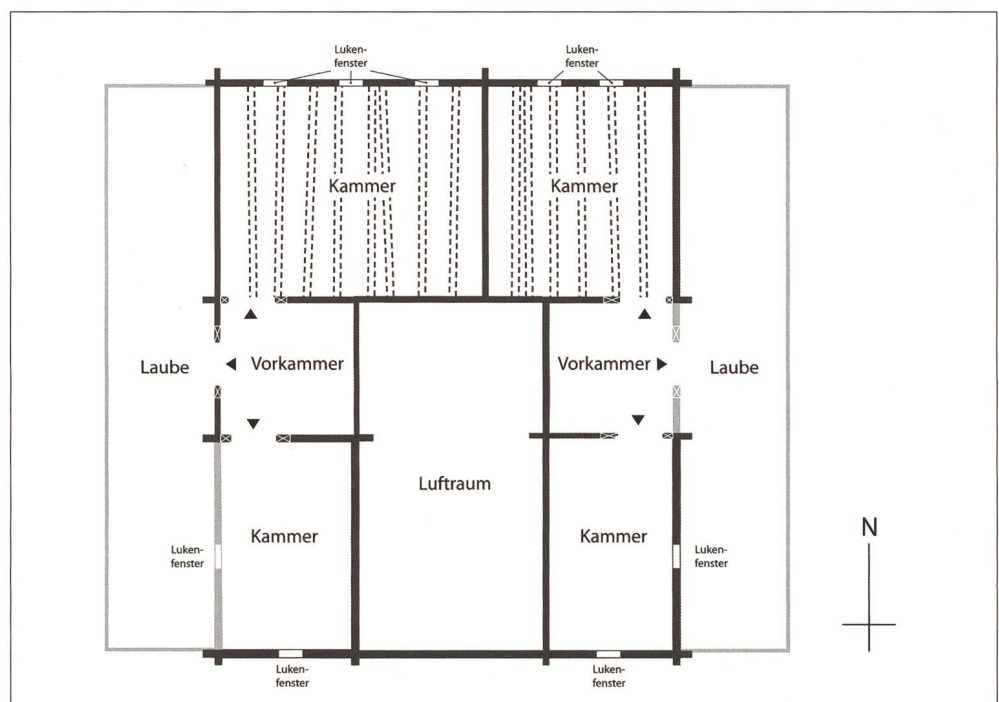 Luken-
fenster
Luken-
fenster
Kammer
Kammer
Laube
Vorkammer
Vorkammer
Laube
Luftraum
N
Kammer
Kammer
Luken-
fenster
Luken-
fenster
Luken-
fenster
Luken-
fenster